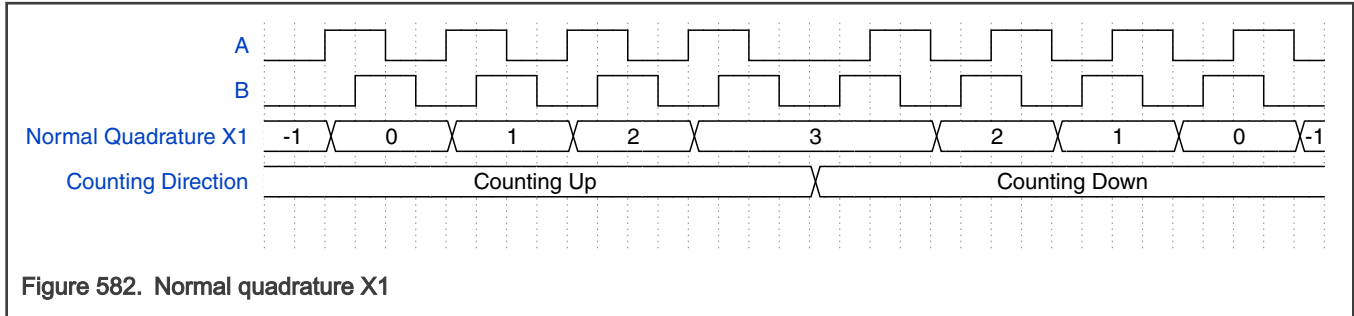 A
B
Normal Quadrature X1 -1 0 1 2 3 2 1 0 -1
Counting Direction Counting Up Counting Down
Figure 582. Normal quadrature X1